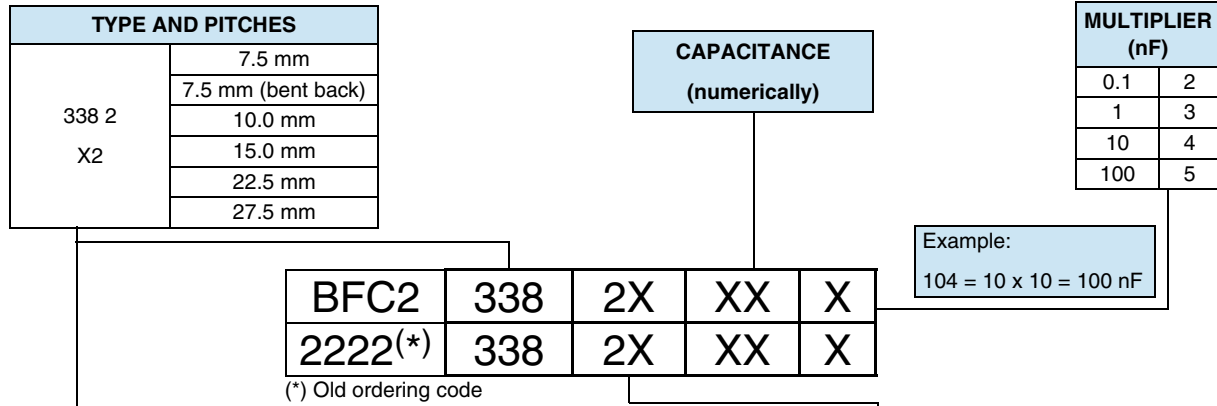 TYPE AND PITCHES
338 2
X2
7.5 mm
7.5 mm (bent back)
10.0 mm
15.0 mm
22.5 mm
27.5 mm
CAPACITANCE
(numerically)
MULTIPLIER
(nF)
0.1 2
1 3
10 4
100 5
Example:
104 = 10 x 10 = 100 nF
BFC2 338 2X XX X
2222(*) 338 2X XX X
(*) Old ordering code